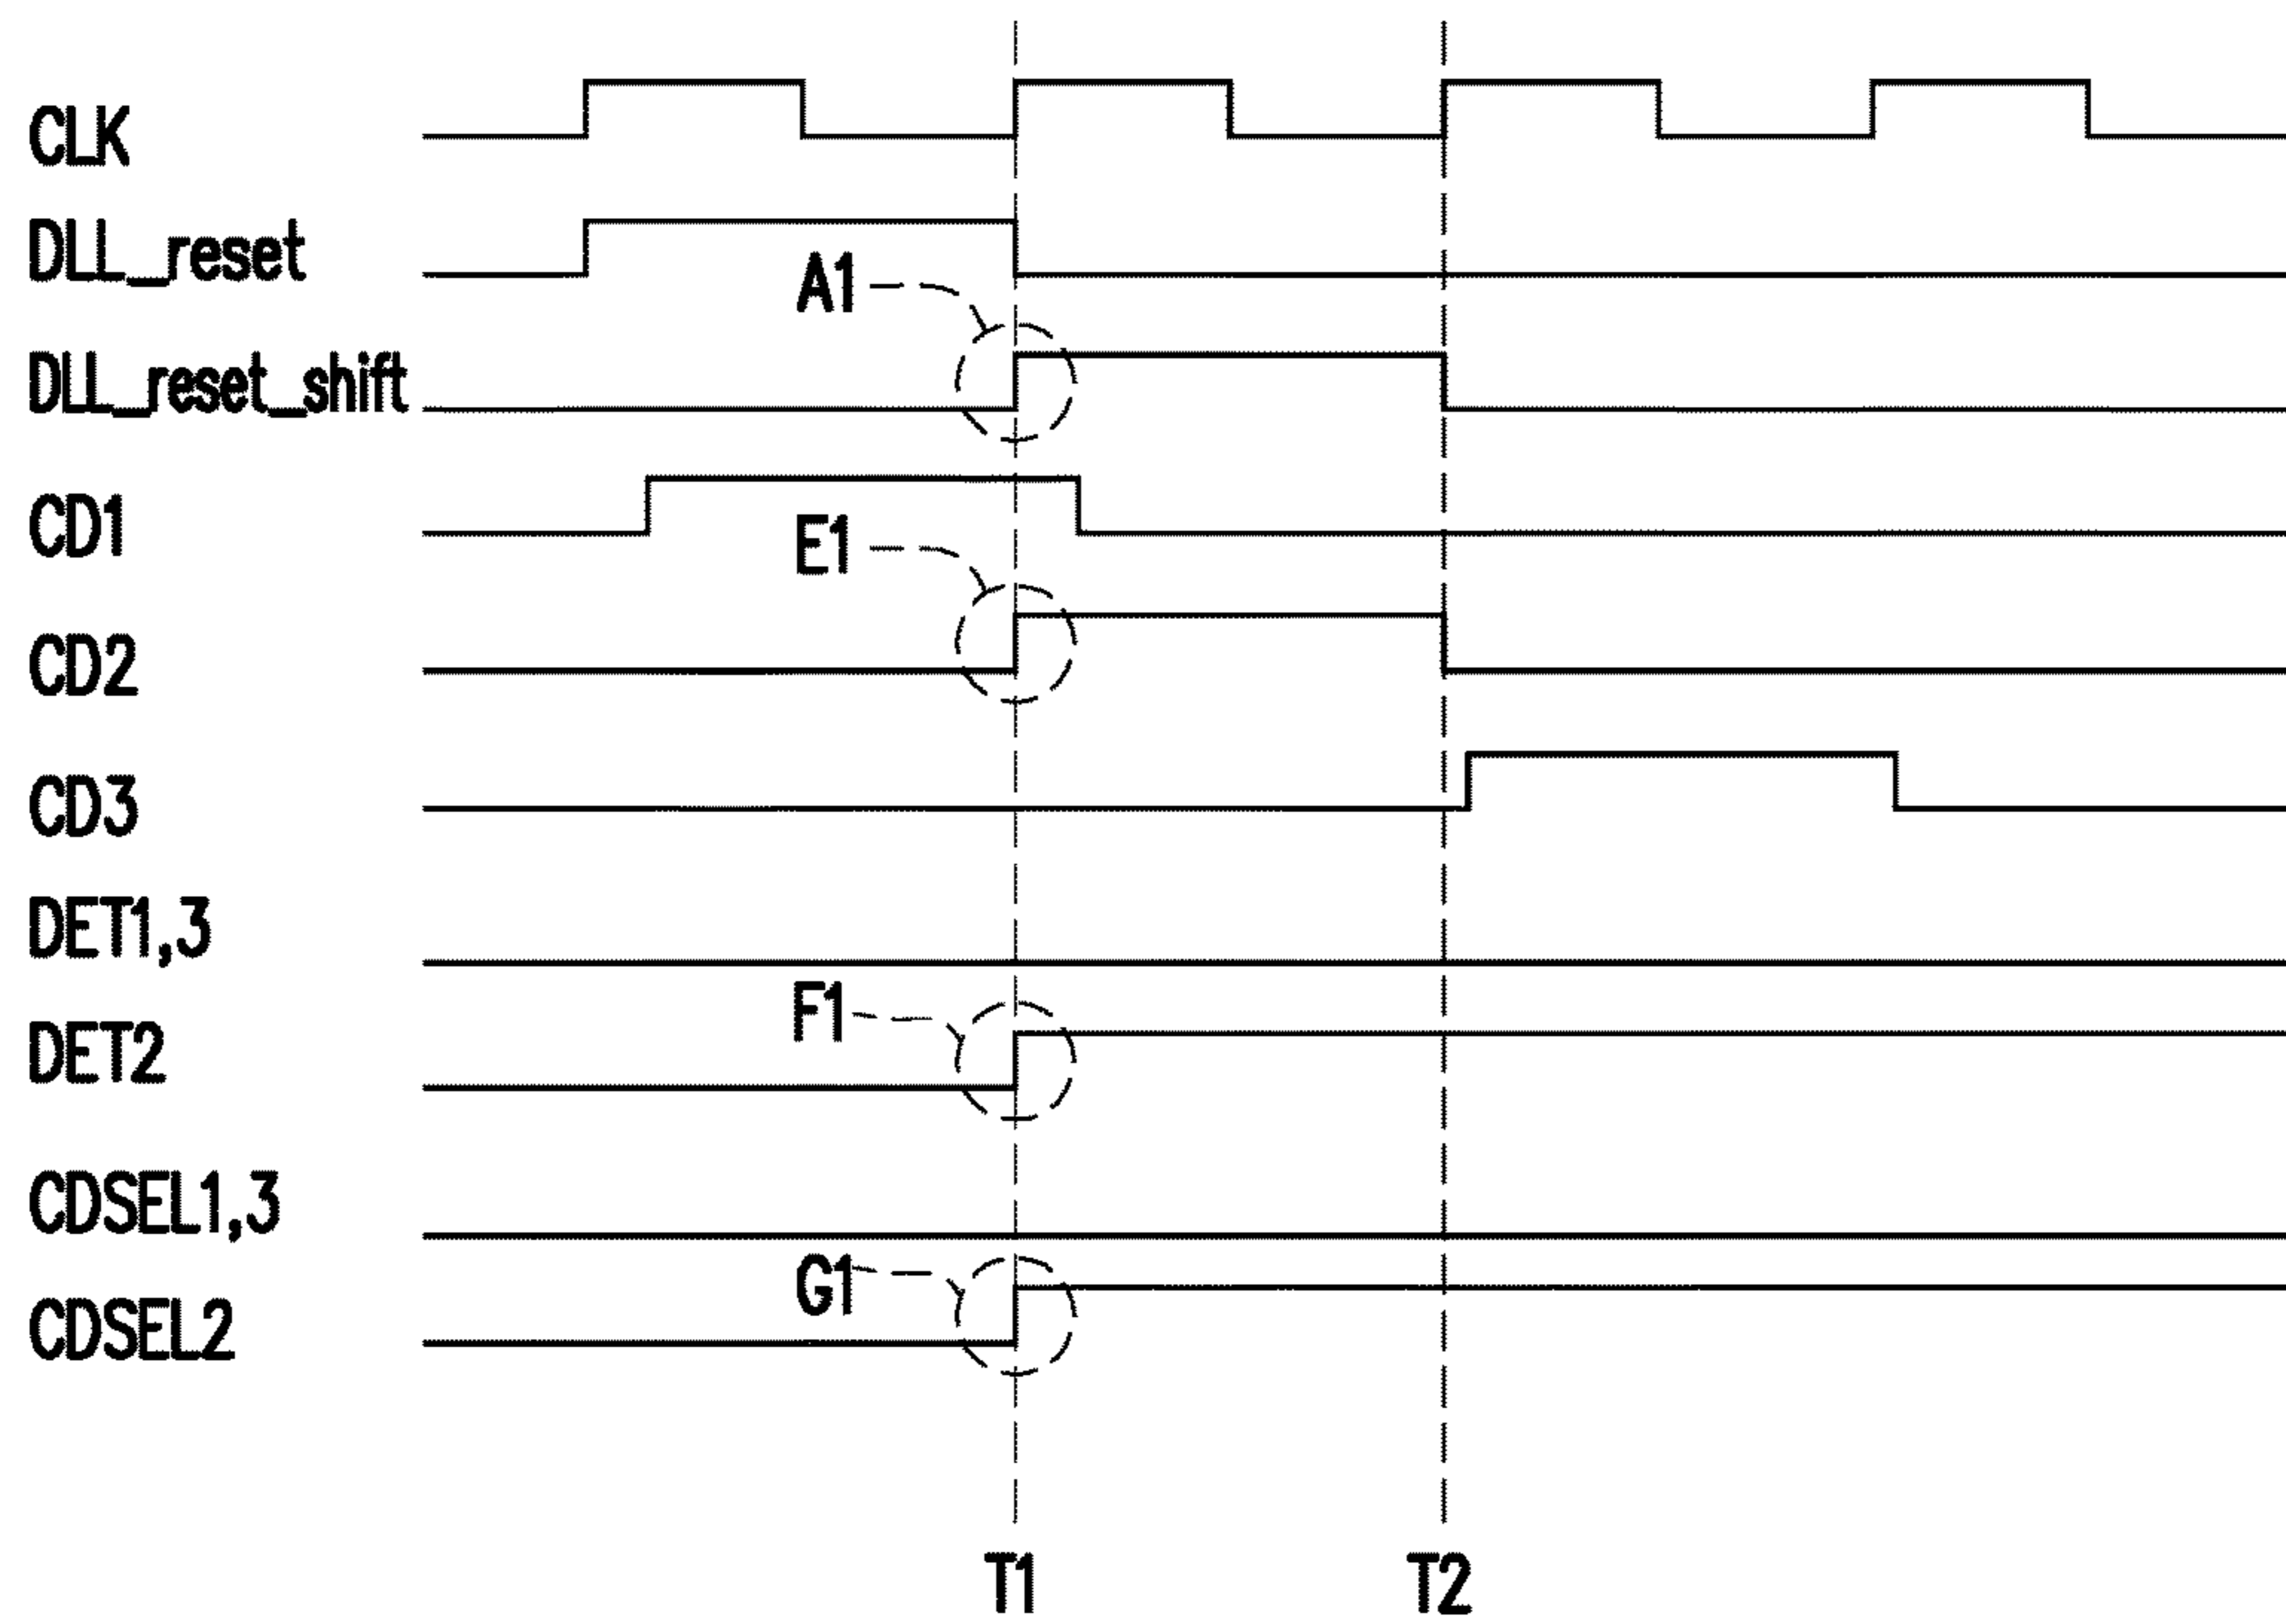 CLK
DLL_reset
A1
DLL_reset_shift
CD1
E1
CD2
CD3
DET1,3
F1
DET2
CDSEL1,3
G1
CDSEL2
T1 T2